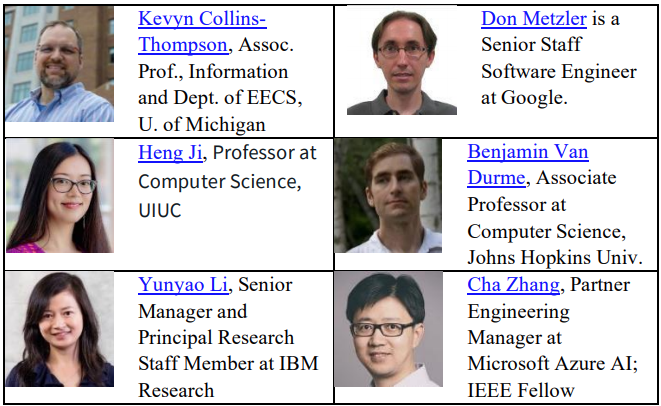 Kevyn Collins-
Thompson, Assoc.
Prof., Information
and Dept. of EECS,
U. of Michigan
Don Metzler is a
Senior Staff
Software Engineer
at Google.
Heng Ji, Professor at
Computer Science,
UIUC
Benjamin Van
Durme, Associate
Professor at
Computer Science,
Johns Hopkins Univ.
Yunyao Li, Senior
Manager and
Principal Research
Staff Member at IBM
Research
Cha Zhang, Partner
Engineering
Manager at
Microsoft Azure AI;
IEEE Fellow